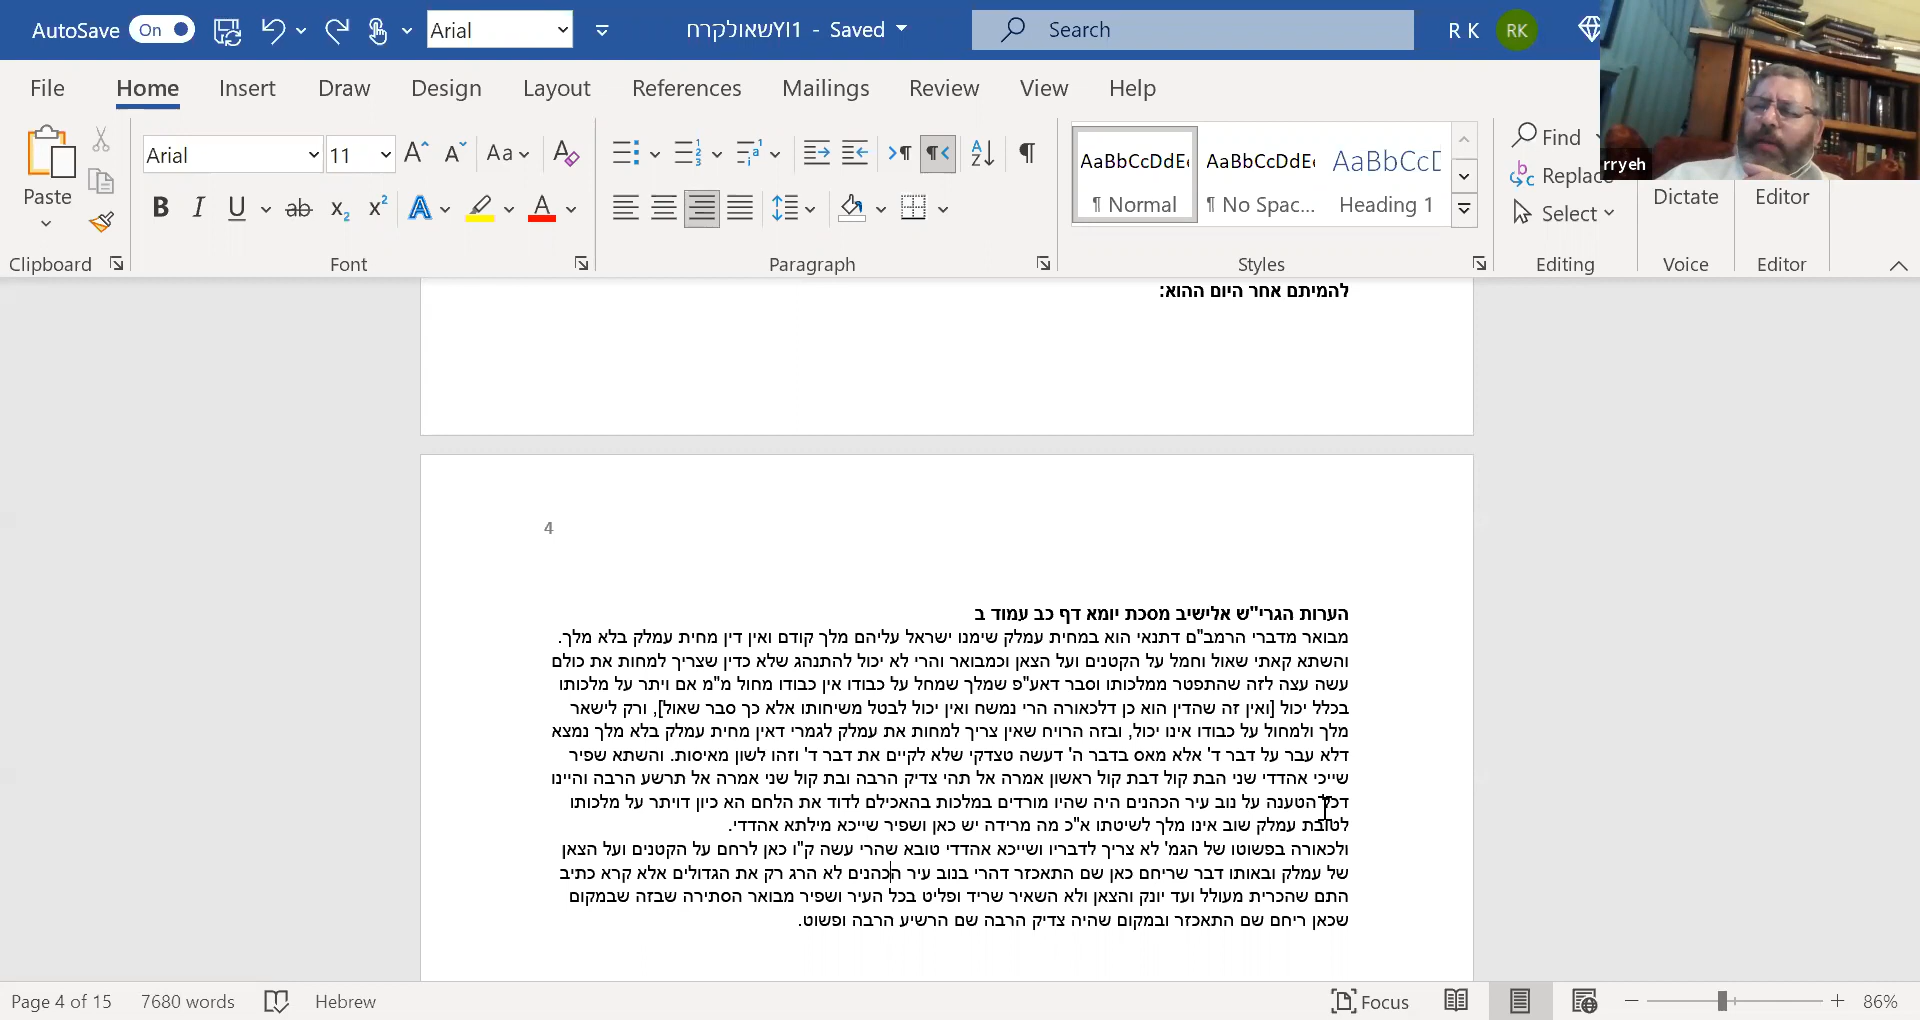 AutoSave On Arial שאולקרחYI1 - Saved Search R K RK
File Home Insert Draw Design Layout References Mailings Review View Help
Arial 11 Aa AaBbCcDdEe AaBbCcDdEe AaBbCcD Find
rryeh
Paste Replace
B I U ab x₂ x² A A ¶ Normal ¶ No Spac... Heading 1 Select Dictate Editor
Clipboard Font Paragraph Styles Editing Voice Editor
להמיתם אחר היום ההוא:
4
הערות הגרי"ש אלישיב מסכת יומא דף כב עמוד ב
מבואר מדברי הרמב"ם דתנאי הוא במחית עמלק שימנו ישראל עליהם מלך קודם ואין דין מחית עמלק בלא מלך.
והשתא קאתי שאול וחמל על הקטנים ועל הצאן וכמבואר והרי לא יכול להתנהג שלא כדין שצריך למחות את כולם
עשה עצה לזה שהתפטר ממלכותו וסבר דאע"פ שמלך שמחל על כבודו אין כבודו מחול מ"מ אם ויתר על מלכותו
בכלל יכול [ואין זה שהדין הוא כן דלכאורה הרי נמשח ואין יכול לבטל משיחותו אלא כך סבר שאול], ורק לישאר
מלך ולמחול על כבודו אינו יכול, ובזה הרויח שאין צריך למחות את עמלק לגמרי דאין מחית עמלק בלא מלך נמצא
דלא עבר על דבר ד' אלא מאס בדבר ה' דעשה טצדקי שלא לקיים את דבר ד' וזהו לשון מאיסות. והשתא שפיר
שייכי אהדדי שני הבת קול דבת קול ראשון אמרה אל תהי צדיק הרבה ובת קול שני אמרה אל תרשע הרבה והיינו
דכל הטענה על נוב עיר הכהנים היה שהיו מורדים במלכות בהאכילם לדוד את הלחם הא כיון דויתר על מלכותו
לטובת עמלק שוב אינו מלך לשיטתו א"כ מה מרידה יש כאן ושפיר שייכא מילתא אהדדי.
ולכאורה בפשוטו של הגמ' לא צריך לדבריו ושייכא אהדדי טובא שהרי עשה ק"ו כאן לרחם על הקטנים ועל הצאן
של עמלק ובאותו דבר שריחם כאן שם התאכזר דהרי בנוב עיר הכהנים לא הרג רק את הגדולים אלא קרא כתיב
התם שהכרית מעולל ועד יונק והצאן ולא השאיר שריד ופליט בכל העיר ושפיר מבואר הסתירה שבזה שבמקום
שכאן ריחם שם התאכזר ובמקום שהיה צדיק הרבה שם הרשיע הרבה ופשוט.
Page 4 of 15 7680 words Hebrew Focus 86%